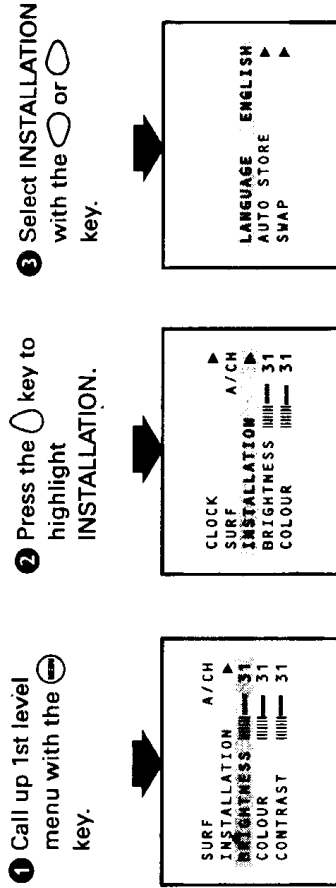 ❶ Call up 1st level
menu with the (MENU)
key.
SURF A/CH
INSTALLATION ▶
BRIGHTNESS 31
COLOUR 31
CONTRAST 31
❷ Press the key to
highlight
INSTALLATION.
CLOCK ▶
SURF A/CH
INSTALLATION ▶
BRIGHTNESS 31
COLOUR 31
❸ Select INSTALLATION
with the or
key.
LANGUAGE ENGLISH
AUTO STORE ▶
SWAP ▶